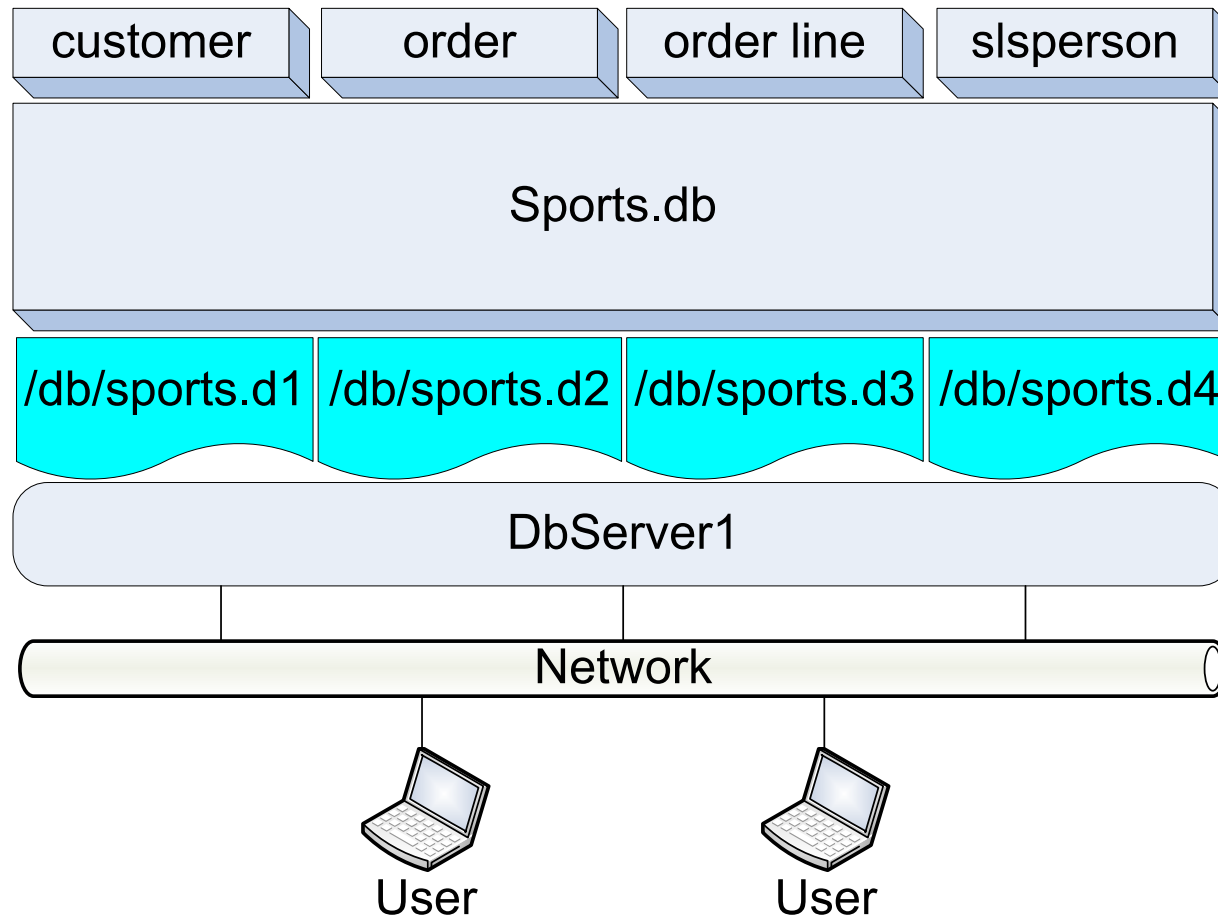 customer order order line slsperson
Sports.db
/db/sports.d1 /db/sports.d2 /db/sports.d3 /db/sports.d4
DbServer1
Network
User User